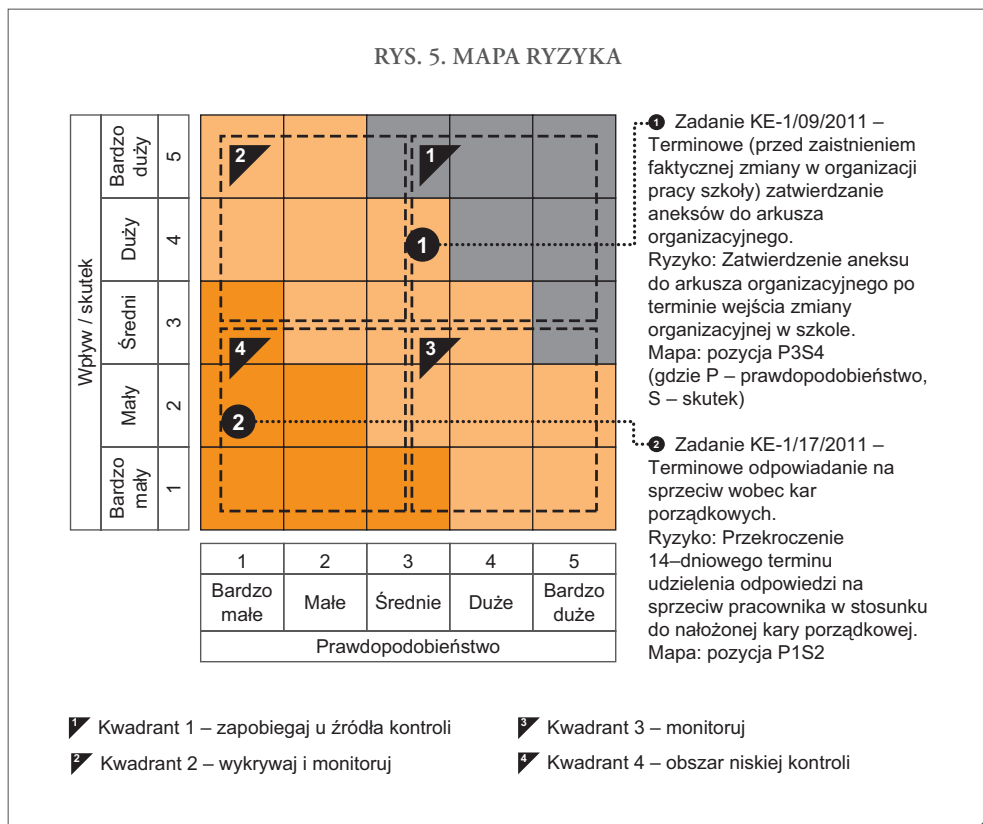 RYS. 5. MAPA RYZYKA
Wpływ / skutek
Bardzo
duży
5
Duży
4
Średni
3
Mały
2
Bardzo
mały
1
2
1
1
4
3
2
1
2
3
4
5
Bardzo
małe
Małe
Średnie
Duże
Bardzo
duże
Prawdopodobieństwo
1 Zadanie KE-1/09/2011 –
Terminowe (przed zaistnieniem
faktycznej zmiany w organizacji
pracy szkoły) zatwierdzanie
aneksów do arkusza
organizacyjnego.
Ryzyko: Zatwierdzenie aneksu
do arkusza organizacyjnego po
terminie wejścia zmiany
organizacyjnej w szkole.
Mapa: pozycja P3S4
(gdzie P – prawdopodobieństwo,
S – skutek)
2 Zadanie KE-1/17/2011 –
Terminowe odpowiadanie na
sprzeciw wobec kar
porządkowych.
Ryzyko: Przekroczenie
14–dniowego terminu
udzielenia odpowiedzi na
sprzeciw pracownika w stosunku
do nałożonej kary porządkowej.
Mapa: pozycja P1S2
1 Kwadrant 1 – zapobiegaj u źródła kontroli
2 Kwadrant 2 – wykrywaj i monitoruj
3 Kwadrant 3 – monitoruj
4 Kwadrant 4 – obszar niskiej kontroli